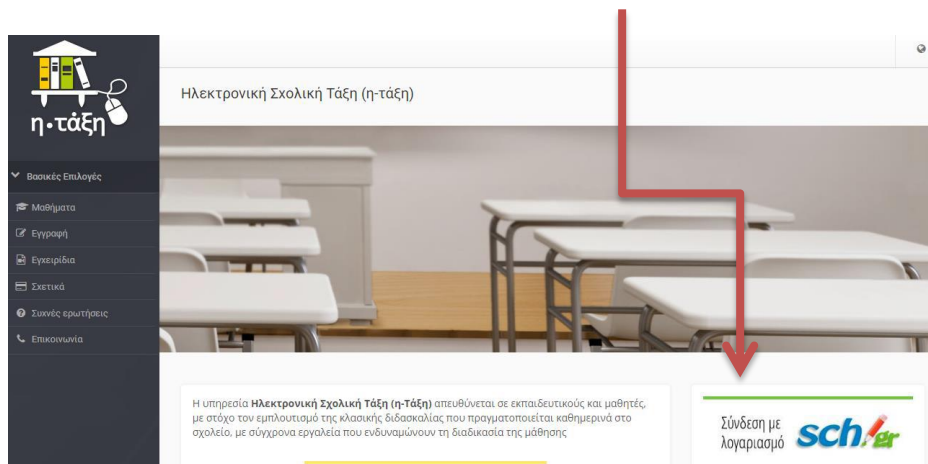 η·τάξη
Ηλεκτρονική Σχολική Τάξη (η-τάξη)
Βασικές Επιλογές
Μαθήματα
Εγγραφή
Εγχειρίδια
Σχετικά
Συχνές ερωτήσεις
Επικοινωνία
Η υπηρεσία Ηλεκτρονική Σχολική Τάξη (η-Τάξη) απευθύνεται σε εκπαιδευτικούς και μαθητές,
με στόχο τον εμπλουτισμό της κλασικής διδασκαλίας που πραγματοποιείται καθημερινά στο
σχολείο, με σύγχρονα εργαλεία που ενδυναμώνουν τη διαδικασία της μάθησης
Σύνδεση με
λογαριασμό sch.gr